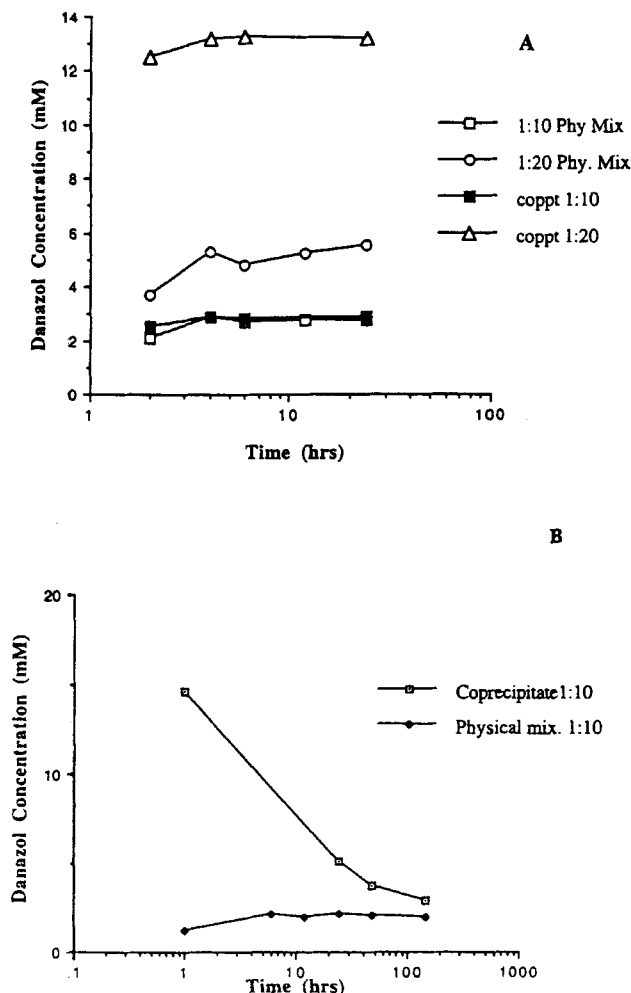 14
12
10
8
6
4
2
0
1
10
100
Danazol Concentration (mM)
Time (hrs)
A
1:10 Phy Mix
1:20 Phy. Mix
coppt 1:10
coppt 1:20
B
20
10
0
.1
1
10
100
1000
Danazol Concentration (mM)
Time (hrs)
Coprecipitate1:10
Physical mix. 1:10